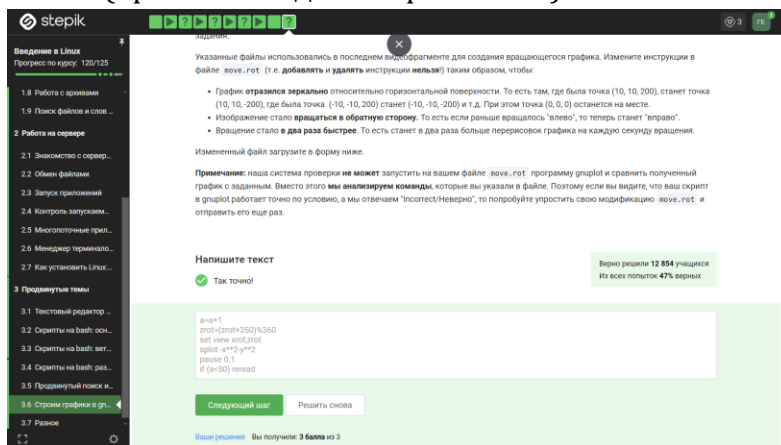 stepik
3
ГЕ
Введение в Linux
Прогресс по курсу: 120/125
1.8 Работа с архивами
1.9 Поиск файлов и слов ...
2 Работа на сервере
2.1 Знакомство с сервер...
2.2 Обмен файлами
2.3 Запуск приложений
2.4 Контроль запускаем...
2.5 Многопоточные прил...
2.6 Менеджер терминало...
2.7 Как установить Linux:...
3 Продвинутые темы
3.1 Текстовый редактор ...
3.2 Скрипты на bash: осн...
3.3 Скрипты на bash: вет...
3.4 Скрипты на bash: раз...
3.5 Продвинутый поиск и...
3.6 Строим графики в gn...
3.7 Разное
задания.
Указанные файлы использовались в последнем видеофрагменте для создания вращающегося графика. Измените инструкции в
файле move.rot (т.е. добавлять и удалять инструкции нельзя!) таким образом, чтобы:
• График отразился зеркально относительно горизонтальной поверхности. То есть там, где была точка (10, 10, 200), станет точка
(10, 10, -200), где была точка (-10, -10, 200) станет (-10, -10, -200) и т.д. При этом точка (0, 0, 0) останется на месте.
• Изображение стало вращаться в обратную сторону. То есть если раньше вращалось "влево", то теперь станет "вправо".
• Вращение стало в два раза быстрее. То есть станет в два раза больше перерисовок графика на каждую секунду вращения.
Измененный файл загрузите в форму ниже.
Примечание: наша система проверки не может запустить на вашем файле move.rot программу gnuplot и сравнить полученный
график с заданным. Вместо этого мы анализируем команды, которые вы указали в файле. Поэтому если вы видите, что ваш скрипт
в gnuplot работает точно по условию, а мы отвечаем "Incorrect/Неверно", то попробуйте упростить свою модификацию move.rot и
отправить его еще раз.
Напишите текст
Так точно!
Верно решили 12 854 учащихся
Из всех попыток 47% верных
a=a+1
zrot=(zrot+350)%360
set view xrot,zrot
splot -x**2-y**2
pause 0.1
if (a<50) reread
Следующий шаг
Решить снова
Ваши решения Вы получили: 3 балла из 3